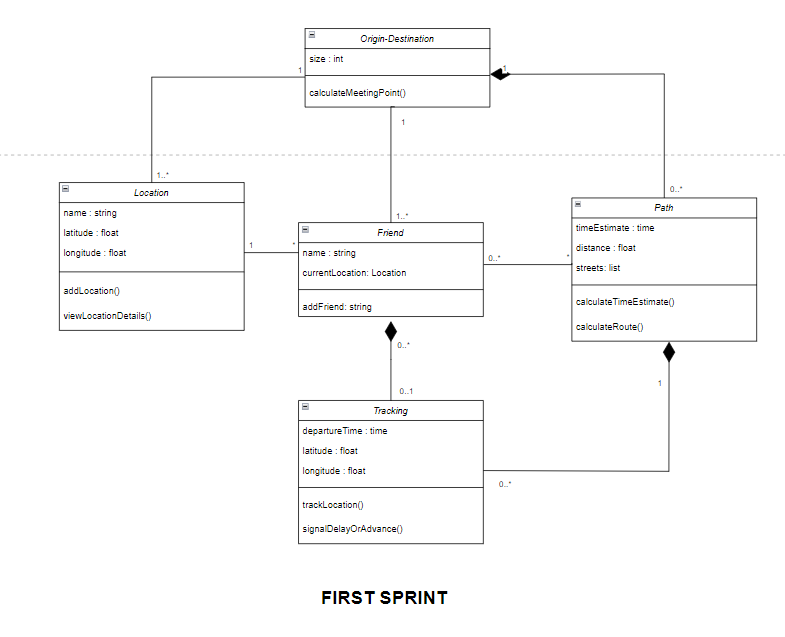 Origin-Destination
size : int
calculateMeetingPoint()
1
1
1
1..*
Location
name : string
latitude : float
longitude : float
addLocation()
viewLocationDetails()
1
*
1..*
Friend
name : string
currentLocation: Location
addFriend: string
0..*
*
0..*
Path
timeEstimate : time
distance : float
streets: list
calculateTimeEstimate()
calculateRoute()
0..*
0..1
1
Tracking
departureTime : time
latitude : float
longitude : float
trackLocation()
signalDelayOrAdvance()
0..*
FIRST SPRINT